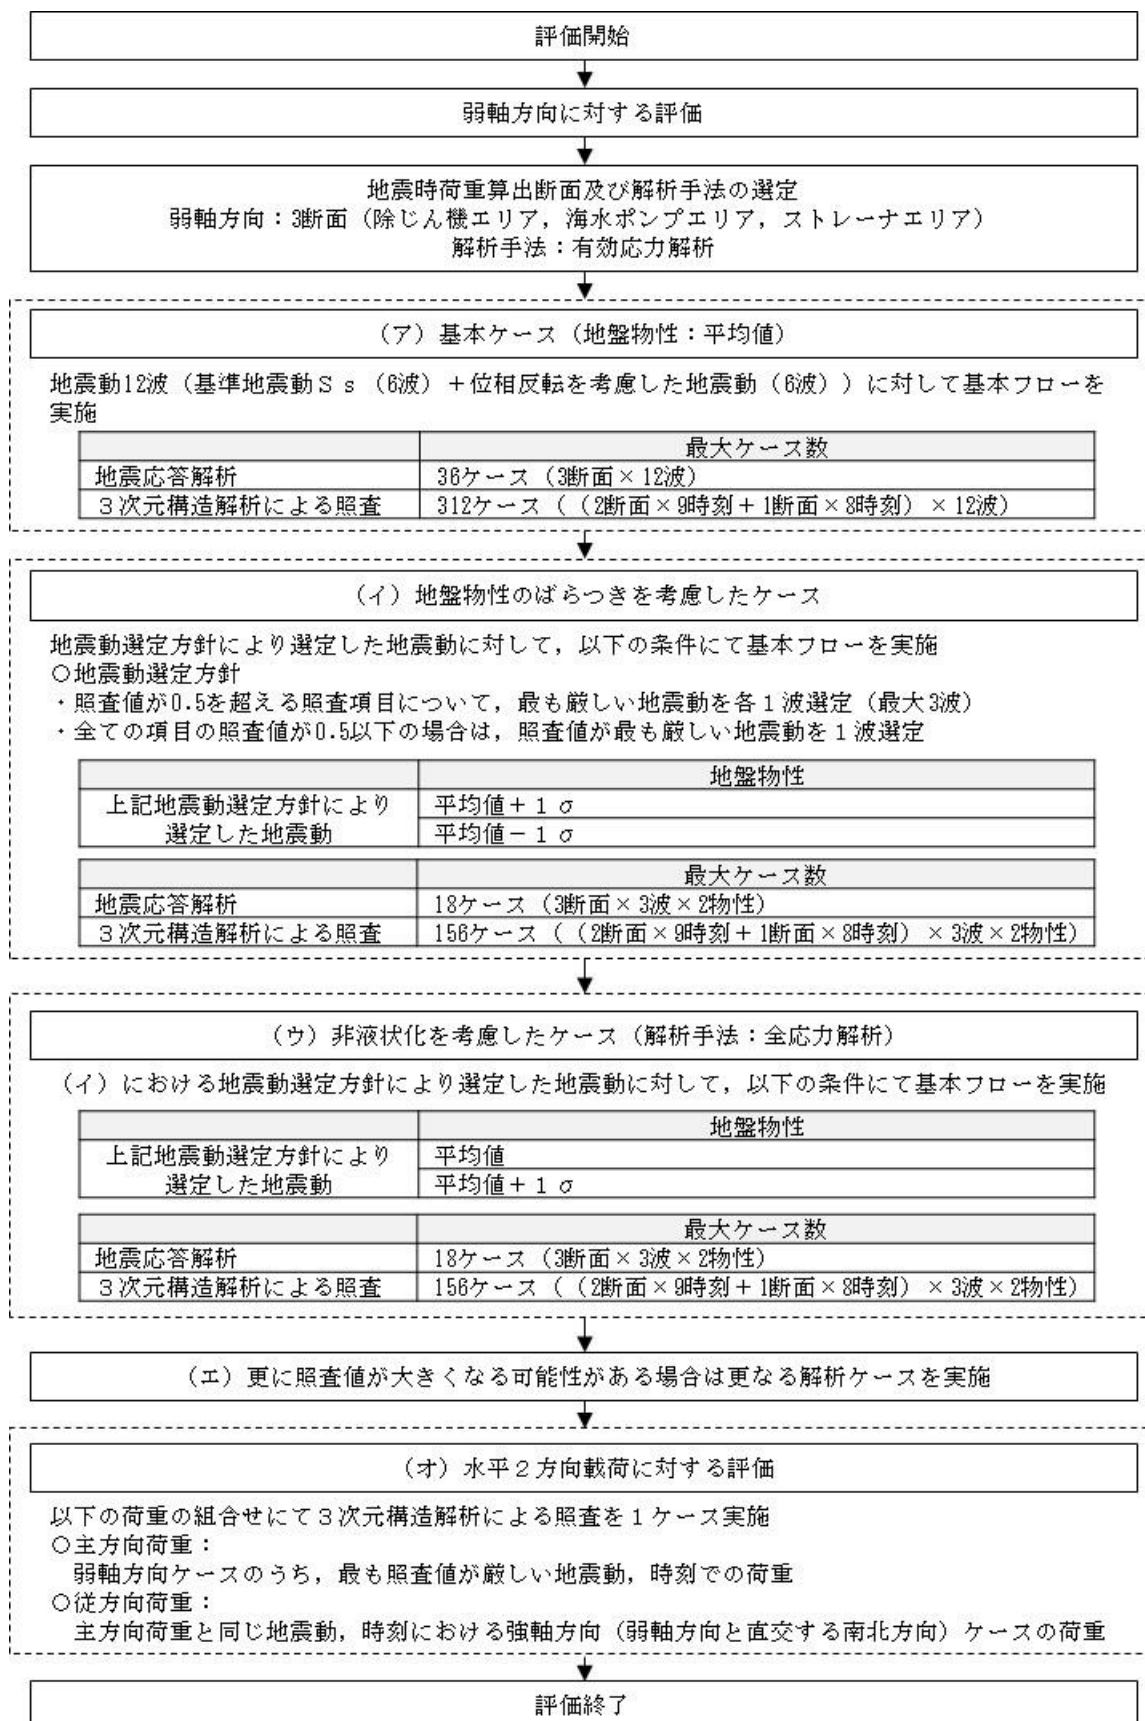 評価開始
弱軸方向に対する評価
地震時荷重算出断面及び解析手法の選定
弱軸方向：3断面（除じん機エリア，海水ポンプエリア，ストレーナエリア）
解析手法：有効応力解析
（ア）基本ケース（地盤物性：平均値）
地震動12波（基準地震動Ｓｓ（6波）＋位相反転を考慮した地震動（6波））に対して基本フローを
実施
最大ケース数
地震応答解析 36ケース（3断面×12波）
３次元構造解析による照査 312ケース（（2断面×9時刻＋1断面×8時刻）×12波）
（イ）地盤物性のばらつきを考慮したケース
地震動選定方針により選定した地震動に対して，以下の条件にて基本フローを実施
○地震動選定方針
・照査値が0.5を超える照査項目について，最も厳しい地震動を各１波選定（最大3波）
・全ての項目の照査値が0.5以下の場合は，照査値が最も厳しい地震動を１波選定
地盤物性
上記地震動選定方針により 平均値＋１σ
選定した地震動 平均値－１σ
最大ケース数
地震応答解析 18ケース（3断面×3波×2物性）
３次元構造解析による照査 156ケース（（2断面×9時刻＋1断面×8時刻）×3波×2物性）
（ウ）非液状化を考慮したケース（解析手法：全応力解析）
（イ）における地震動選定方針により選定した地震動に対して，以下の条件にて基本フローを実施
地盤物性
上記地震動選定方針により 平均値
選定した地震動 平均値＋１σ
最大ケース数
地震応答解析 18ケース（3断面×3波×2物性）
３次元構造解析による照査 156ケース（（2断面×9時刻＋1断面×8時刻）×3波×2物性）
（エ）更に照査値が大きくなる可能性がある場合は更なる解析ケースを実施
（オ）水平２方向載荷に対する評価
以下の荷重の組合せにて３次元構造解析による照査を１ケース実施
○主方向荷重：
弱軸方向ケースのうち，最も照査値が厳しい地震動，時刻での荷重
○従方向荷重：
主方向荷重と同じ地震動，時刻における強軸方向（弱軸方向と直交する南北方向）ケースの荷重
評価終了